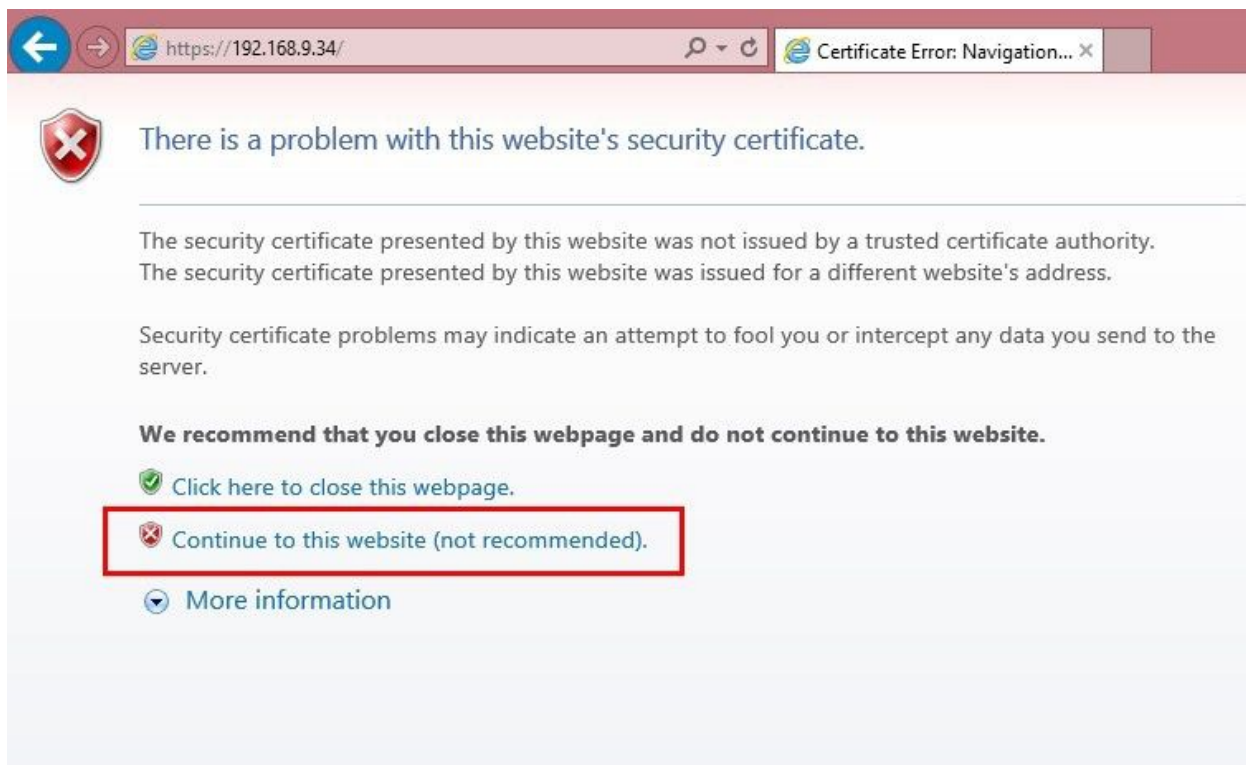 https://192.168.9.34/
Certificate Error: Navigation...
There is a problem with this website's security certificate.
The security certificate presented by this website was not issued by a trusted certificate authority.
The security certificate presented by this website was issued for a different website's address.
Security certificate problems may indicate an attempt to fool you or intercept any data you send to the
server.
We recommend that you close this webpage and do not continue to this website.
Click here to close this webpage.
Continue to this website (not recommended).
More information